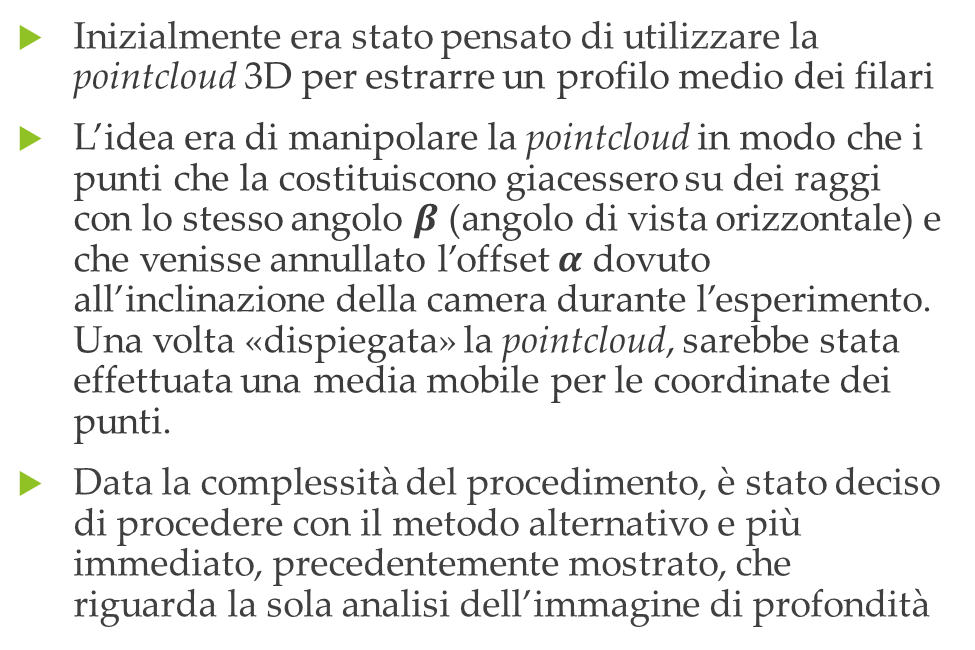 Inizialmente era stato pensato di utilizzare la
pointcloud 3D per estrarre un profilo medio dei filari
L'idea era di manipolare la pointcloud in modo che i
punti che la costituiscono giacessero su dei raggi
con lo stesso angolo β (angolo di vista orizzontale) e
che venisse annullato l'offset α dovuto
all'inclinazione della camera durante l'esperimento.
Una volta «dispiegata» la pointcloud, sarebbe stata
effettuata una media mobile per le coordinate dei
punti.
Data la complessità del procedimento, è stato deciso
di procedere con il metodo alternativo e più
immediato, precedentemente mostrato, che
riguarda la sola analisi dell'immagine di profondità